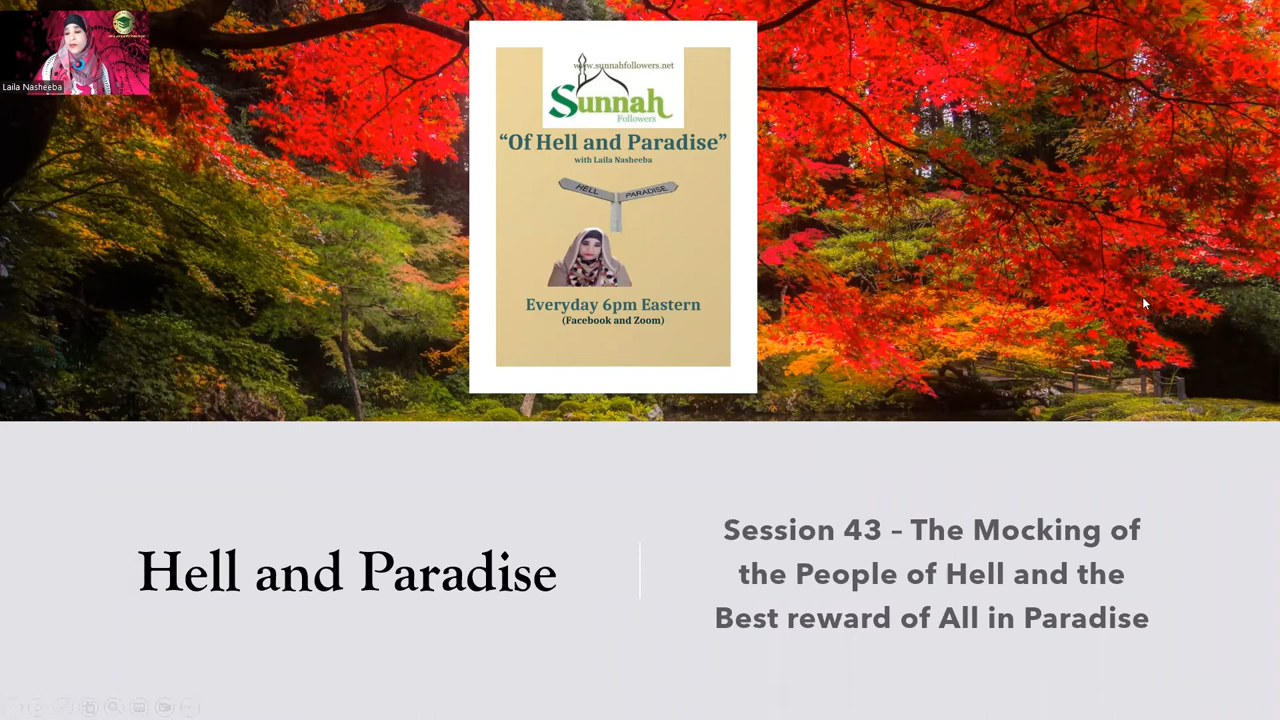 Laila Nasheeba
www.sunnahfollowers.net
Sunnah
Followers
“Of Hell and Paradise”
with Laila Nasheeba
HELL
PARADISE
Everyday 6pm Eastern
(Facebook and Zoom)
Hell and Paradise
Session 43 – The Mocking of
the People of Hell and the
Best reward of All in Paradise